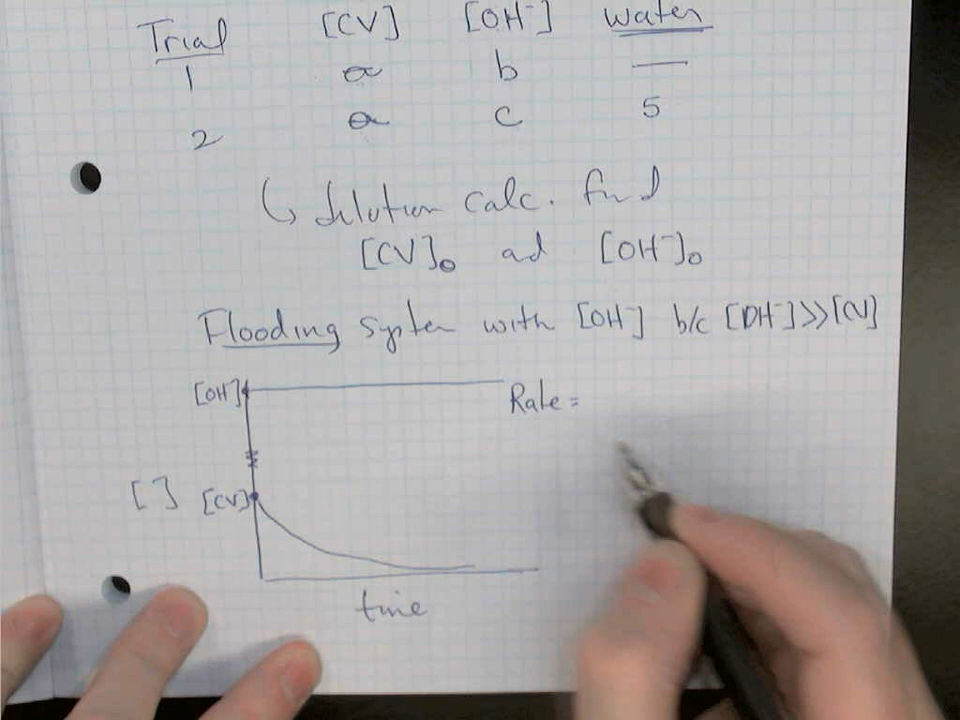 Trial [CV] [OH⁻] water
1 a b —
2 a c 5
↳ dilution calc. find
[CV]₀ ad [OH⁻]₀
Flooding system with [OH⁻] b/c [OH⁻]>>[CV]
[OH⁻] Rate =
[ ] [CV]
time